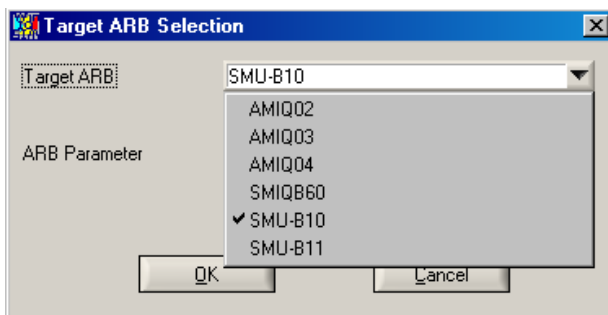 Target ARB Selection
Target ARB
SMU-B10
AMIQ02
AMIQ03
AMIQ04
SMIQB60
SMU-B10
SMU-B11
ARB Parameter
OK
Cancel